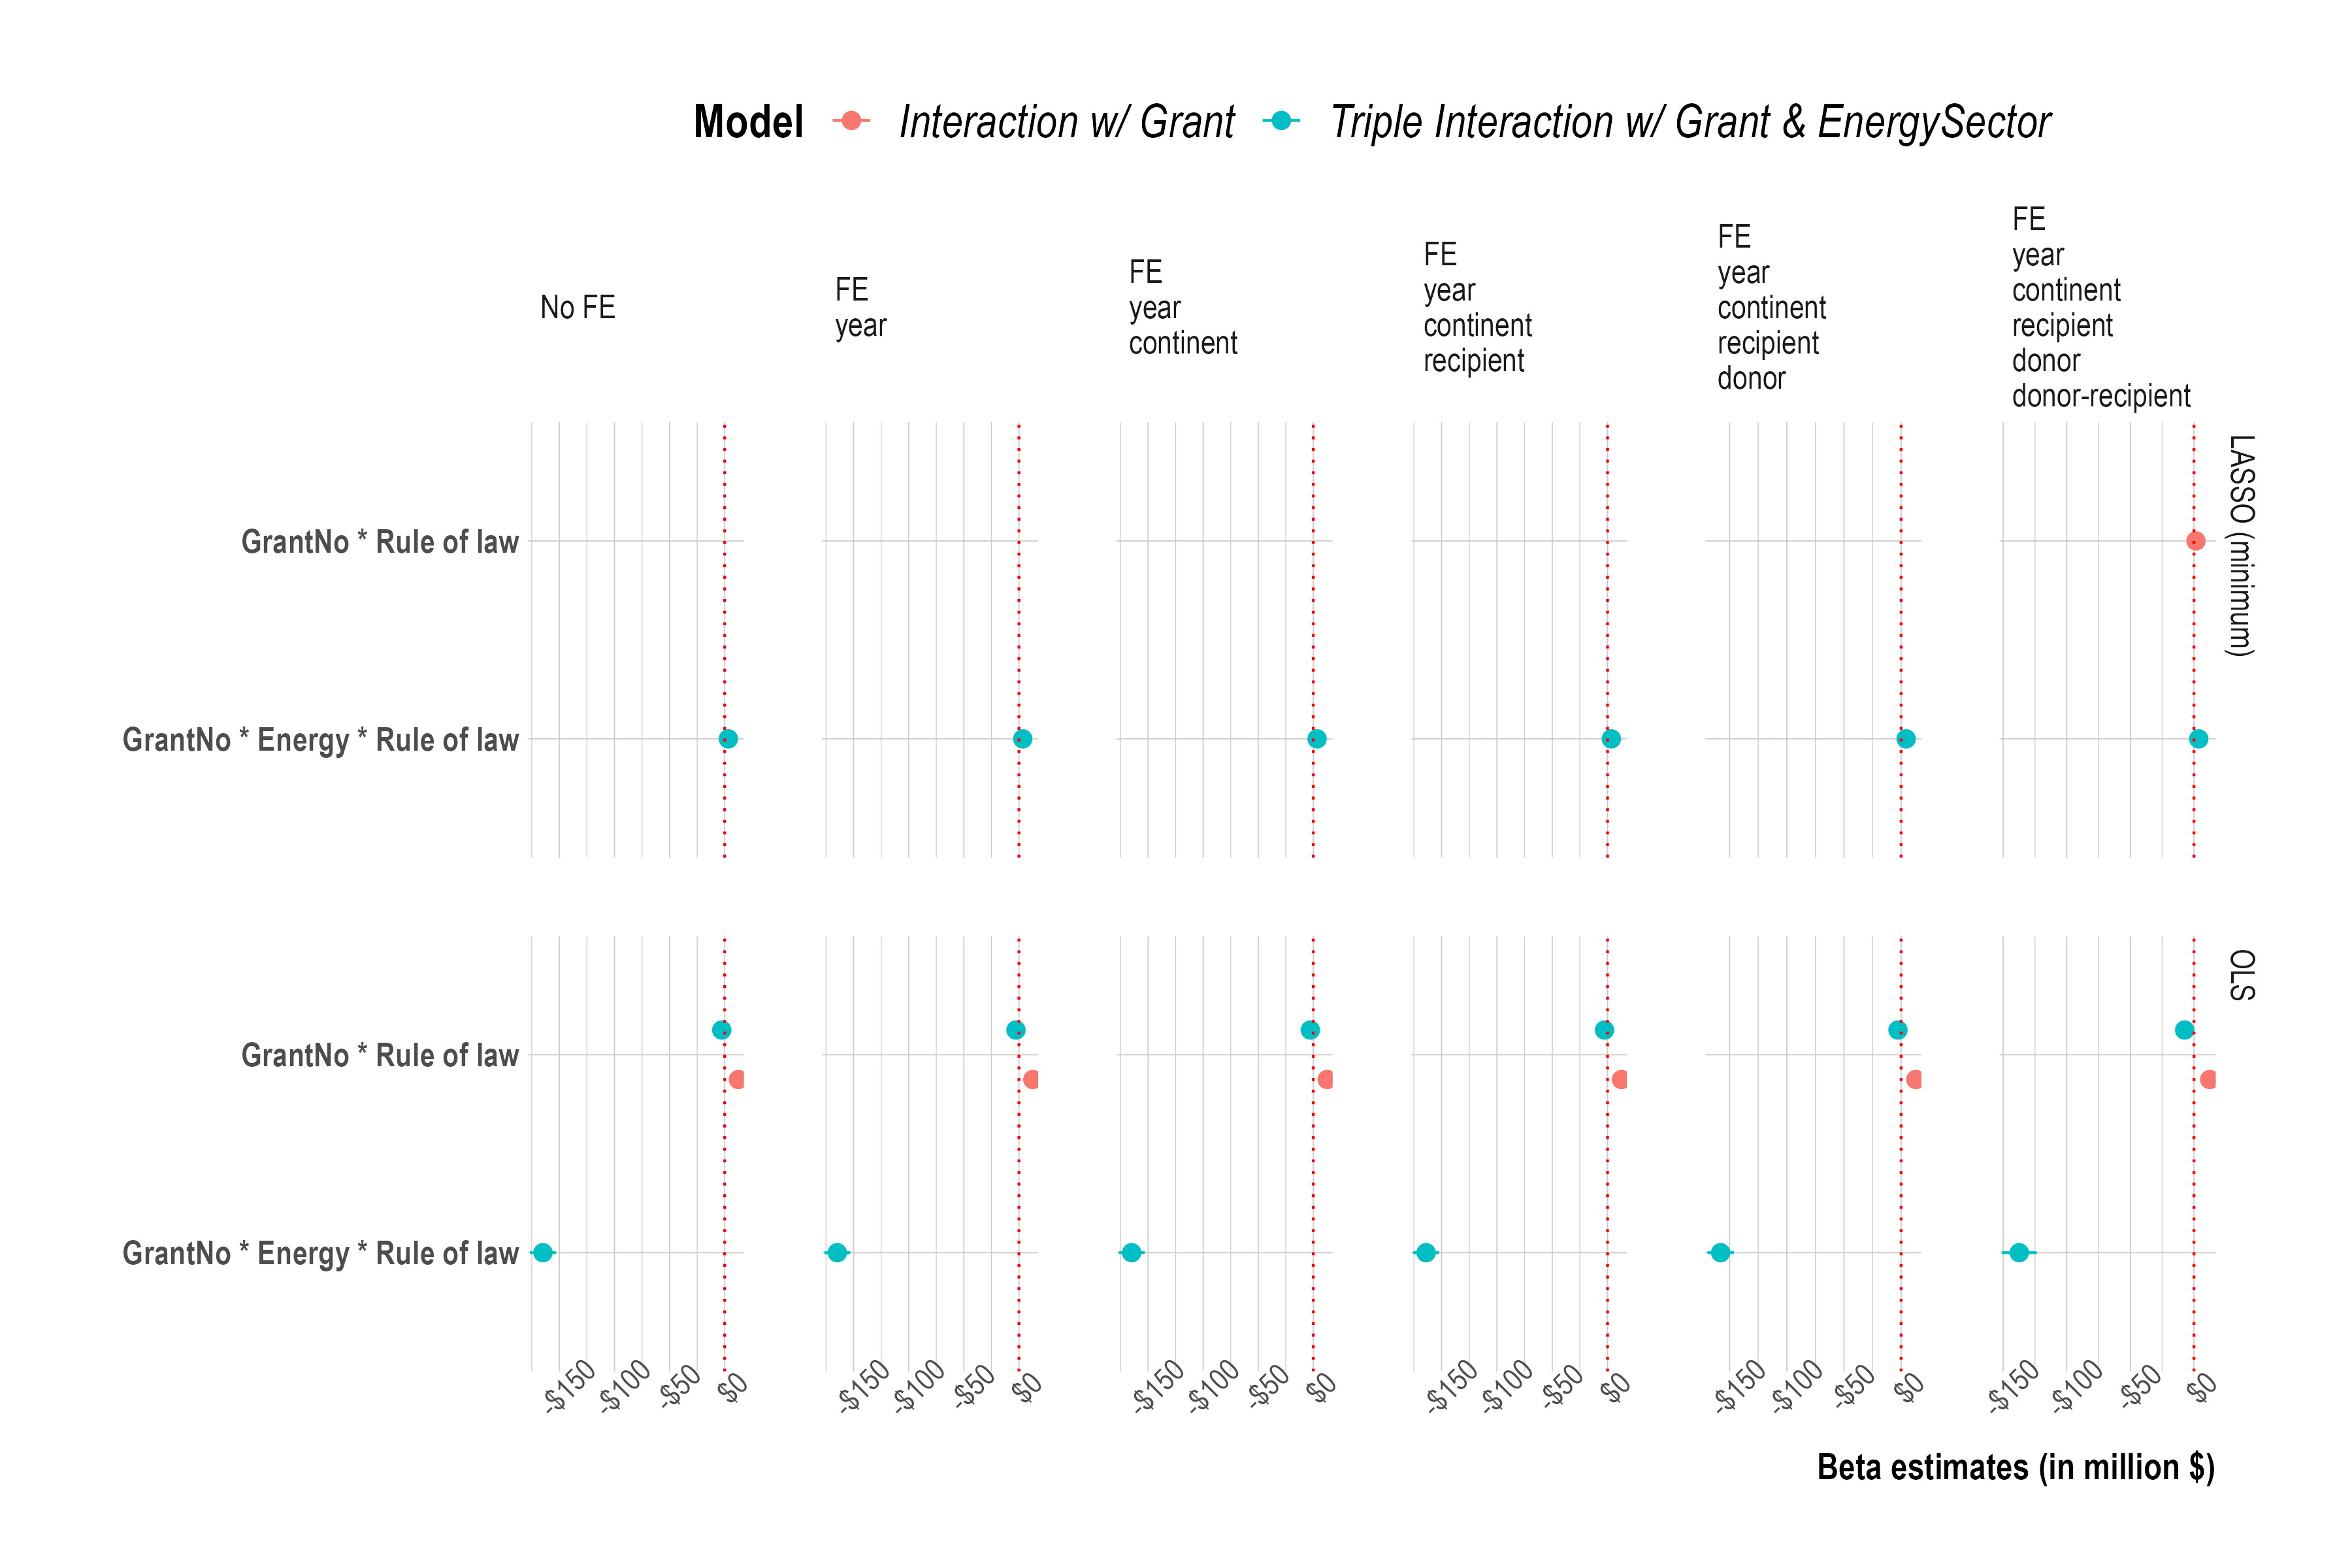 Model Interaction w/ Grant Triple Interaction w/ Grant & EnergySector
No FE
FE
year
FE
year
continent
FE
year
continent
recipient
FE
year
continent
recipient
donor
FE
year
continent
recipient
donor
donor-recipient
LASSO (minimum)
GrantNo * Rule of law
GrantNo * Energy * Rule of law
OLS
GrantNo * Rule of law
GrantNo * Energy * Rule of law
-$150 -$100 -$50 $0
-$150 -$100 -$50 $0
-$150 -$100 -$50 $0
-$150 -$100 -$50 $0
-$150 -$100 -$50 $0
-$150 -$100 -$50 $0
Beta estimates (in million $)